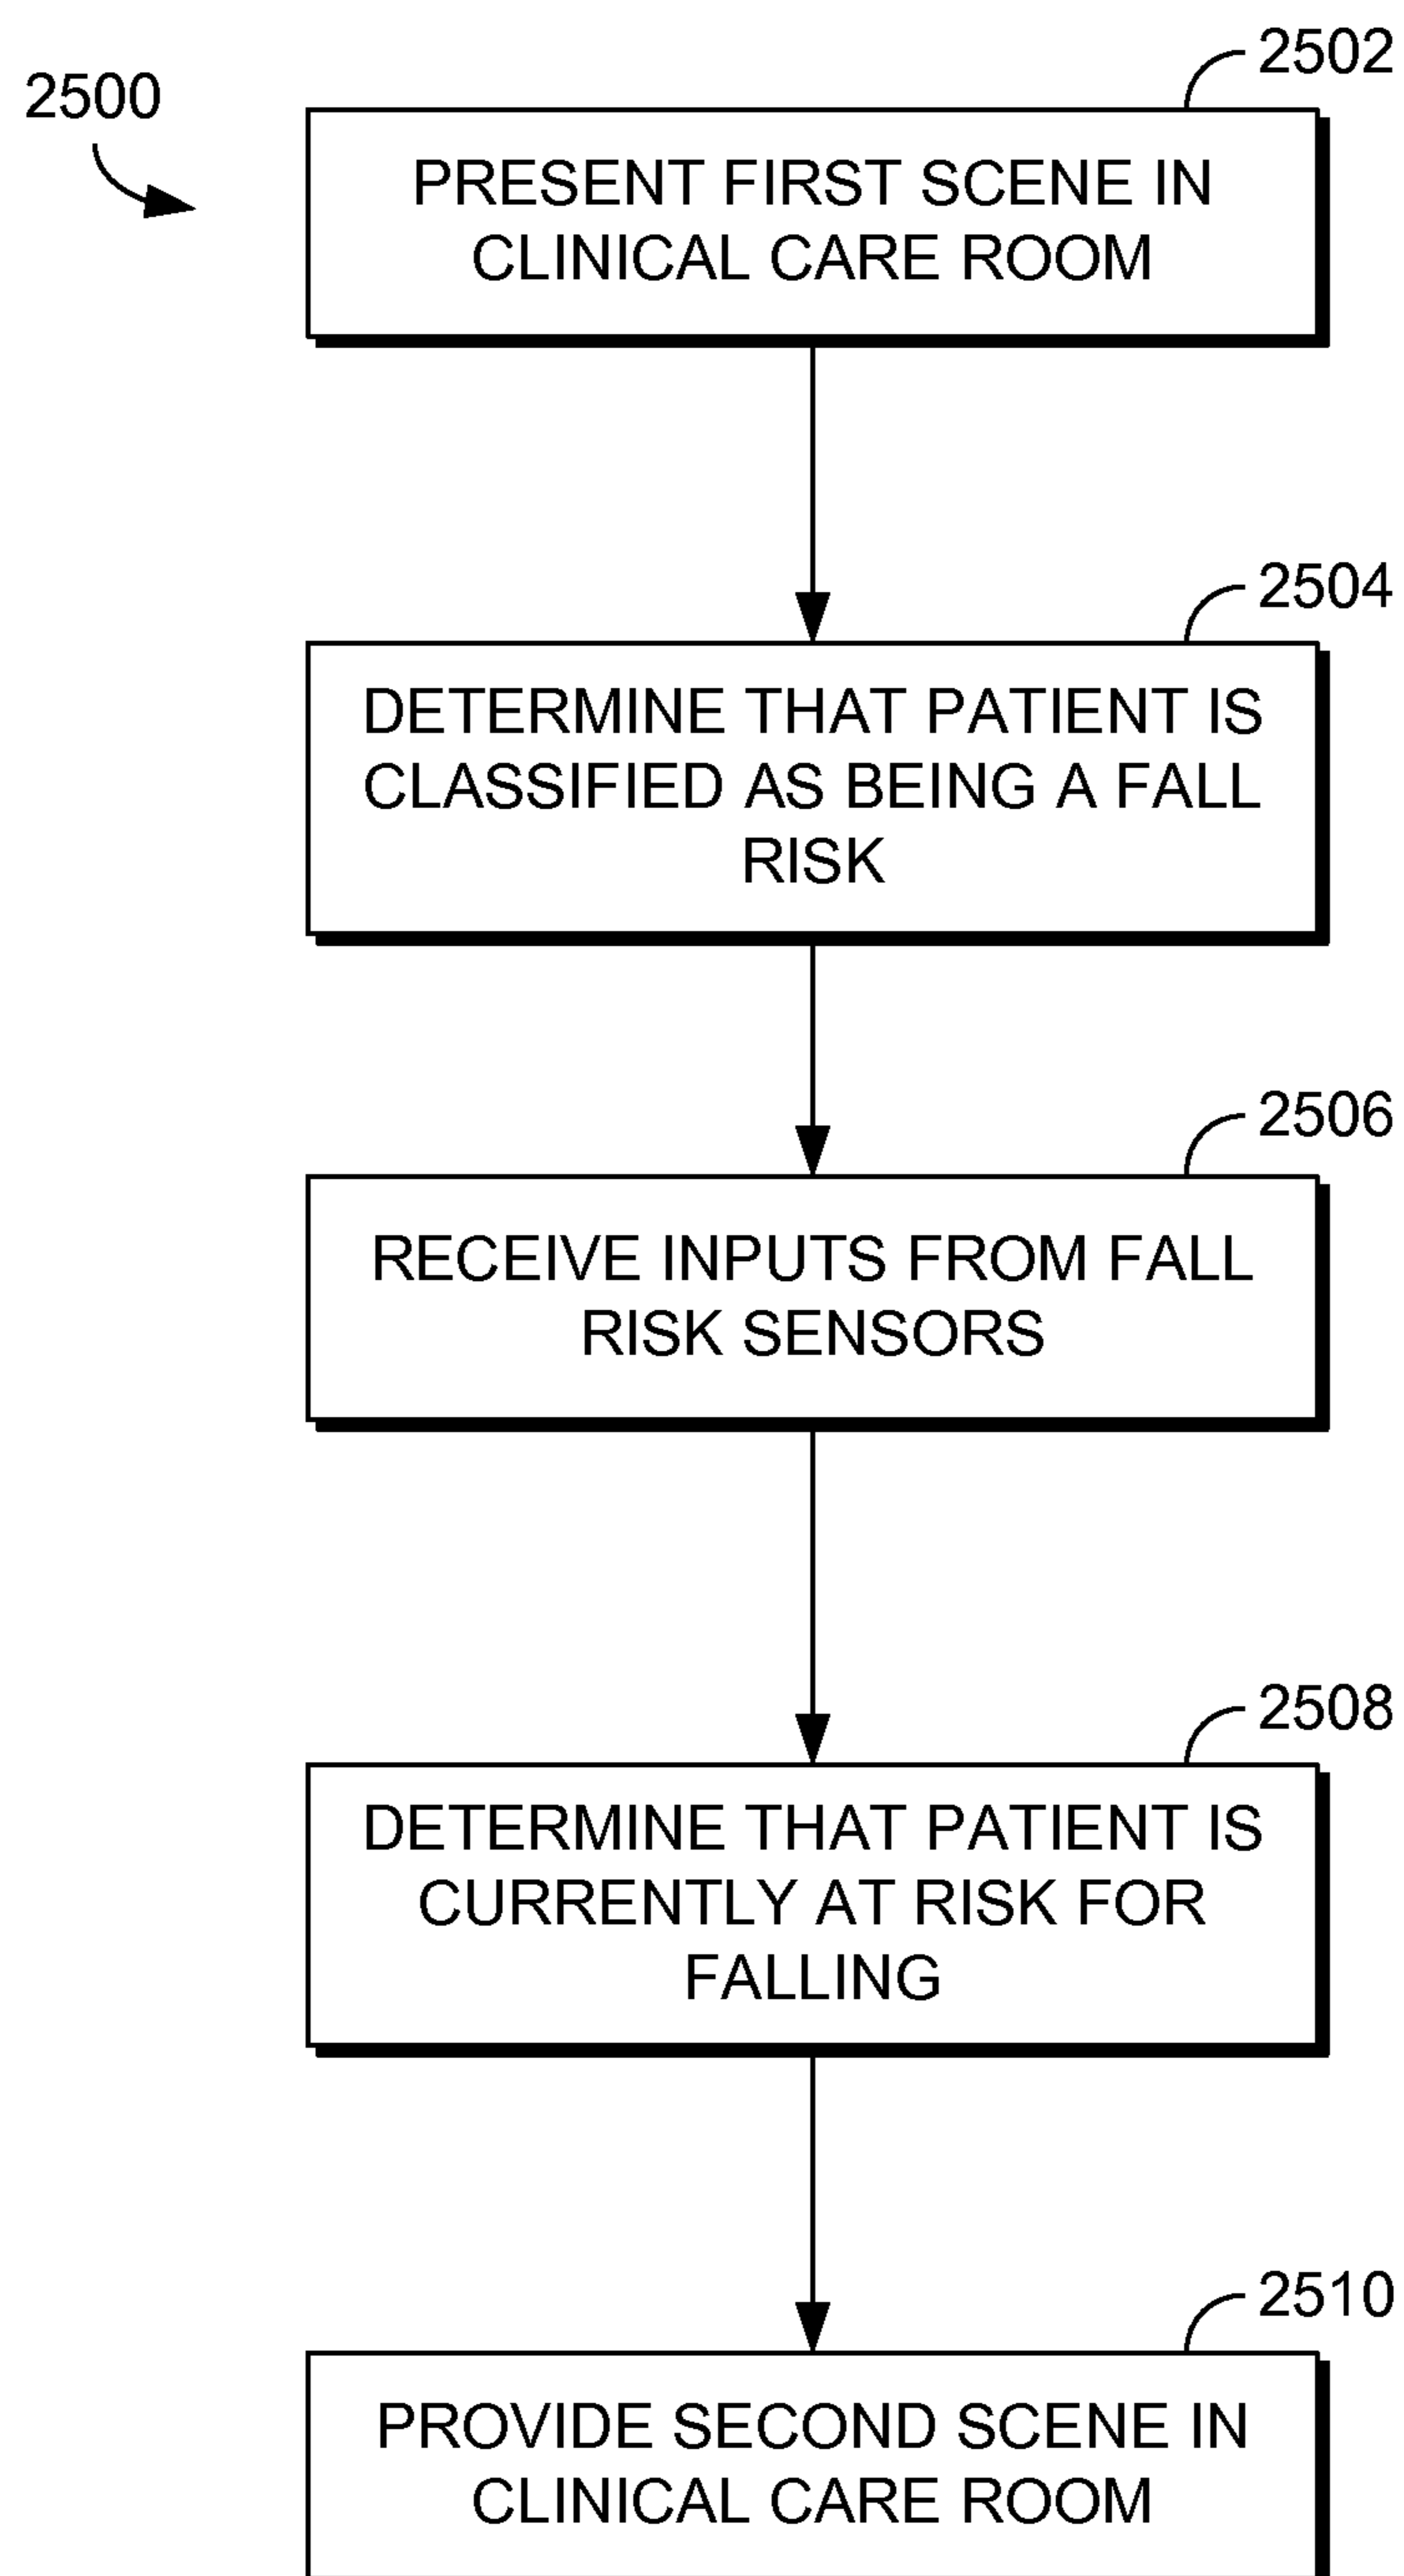 2500
2502
PRESENT FIRST SCENE IN
CLINICAL CARE ROOM
2504
DETERMINE THAT PATIENT IS
CLASSIFIED AS BEING A FALL
RISK
2506
RECEIVE INPUTS FROM FALL
RISK SENSORS
2508
DETERMINE THAT PATIENT IS
CURRENTLY AT RISK FOR
FALLING
2510
PROVIDE SECOND SCENE IN
CLINICAL CARE ROOM